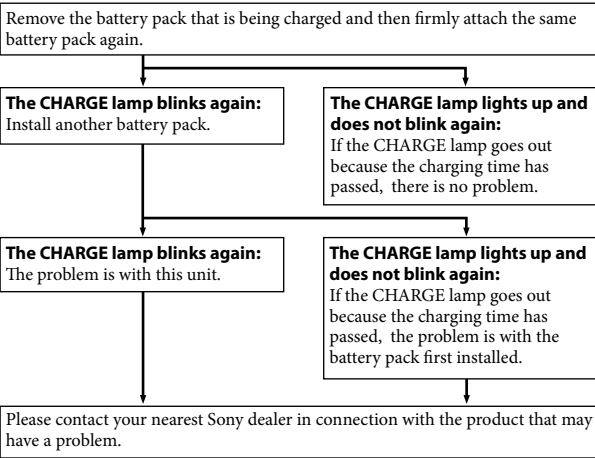 Remove the battery pack that is being charged and then firmly attach the same
battery pack again.
The CHARGE lamp blinks again:
Install another battery pack.
The CHARGE lamp lights up and
does not blink again:
If the CHARGE lamp goes out
because the charging time has
passed, there is no problem.
The CHARGE lamp blinks again:
The problem is with this unit.
The CHARGE lamp lights up and
does not blink again:
If the CHARGE lamp goes out
because the charging time has
passed, the problem is with the
battery pack first installed.
Please contact your nearest Sony dealer in connection with the product that may
have a problem.